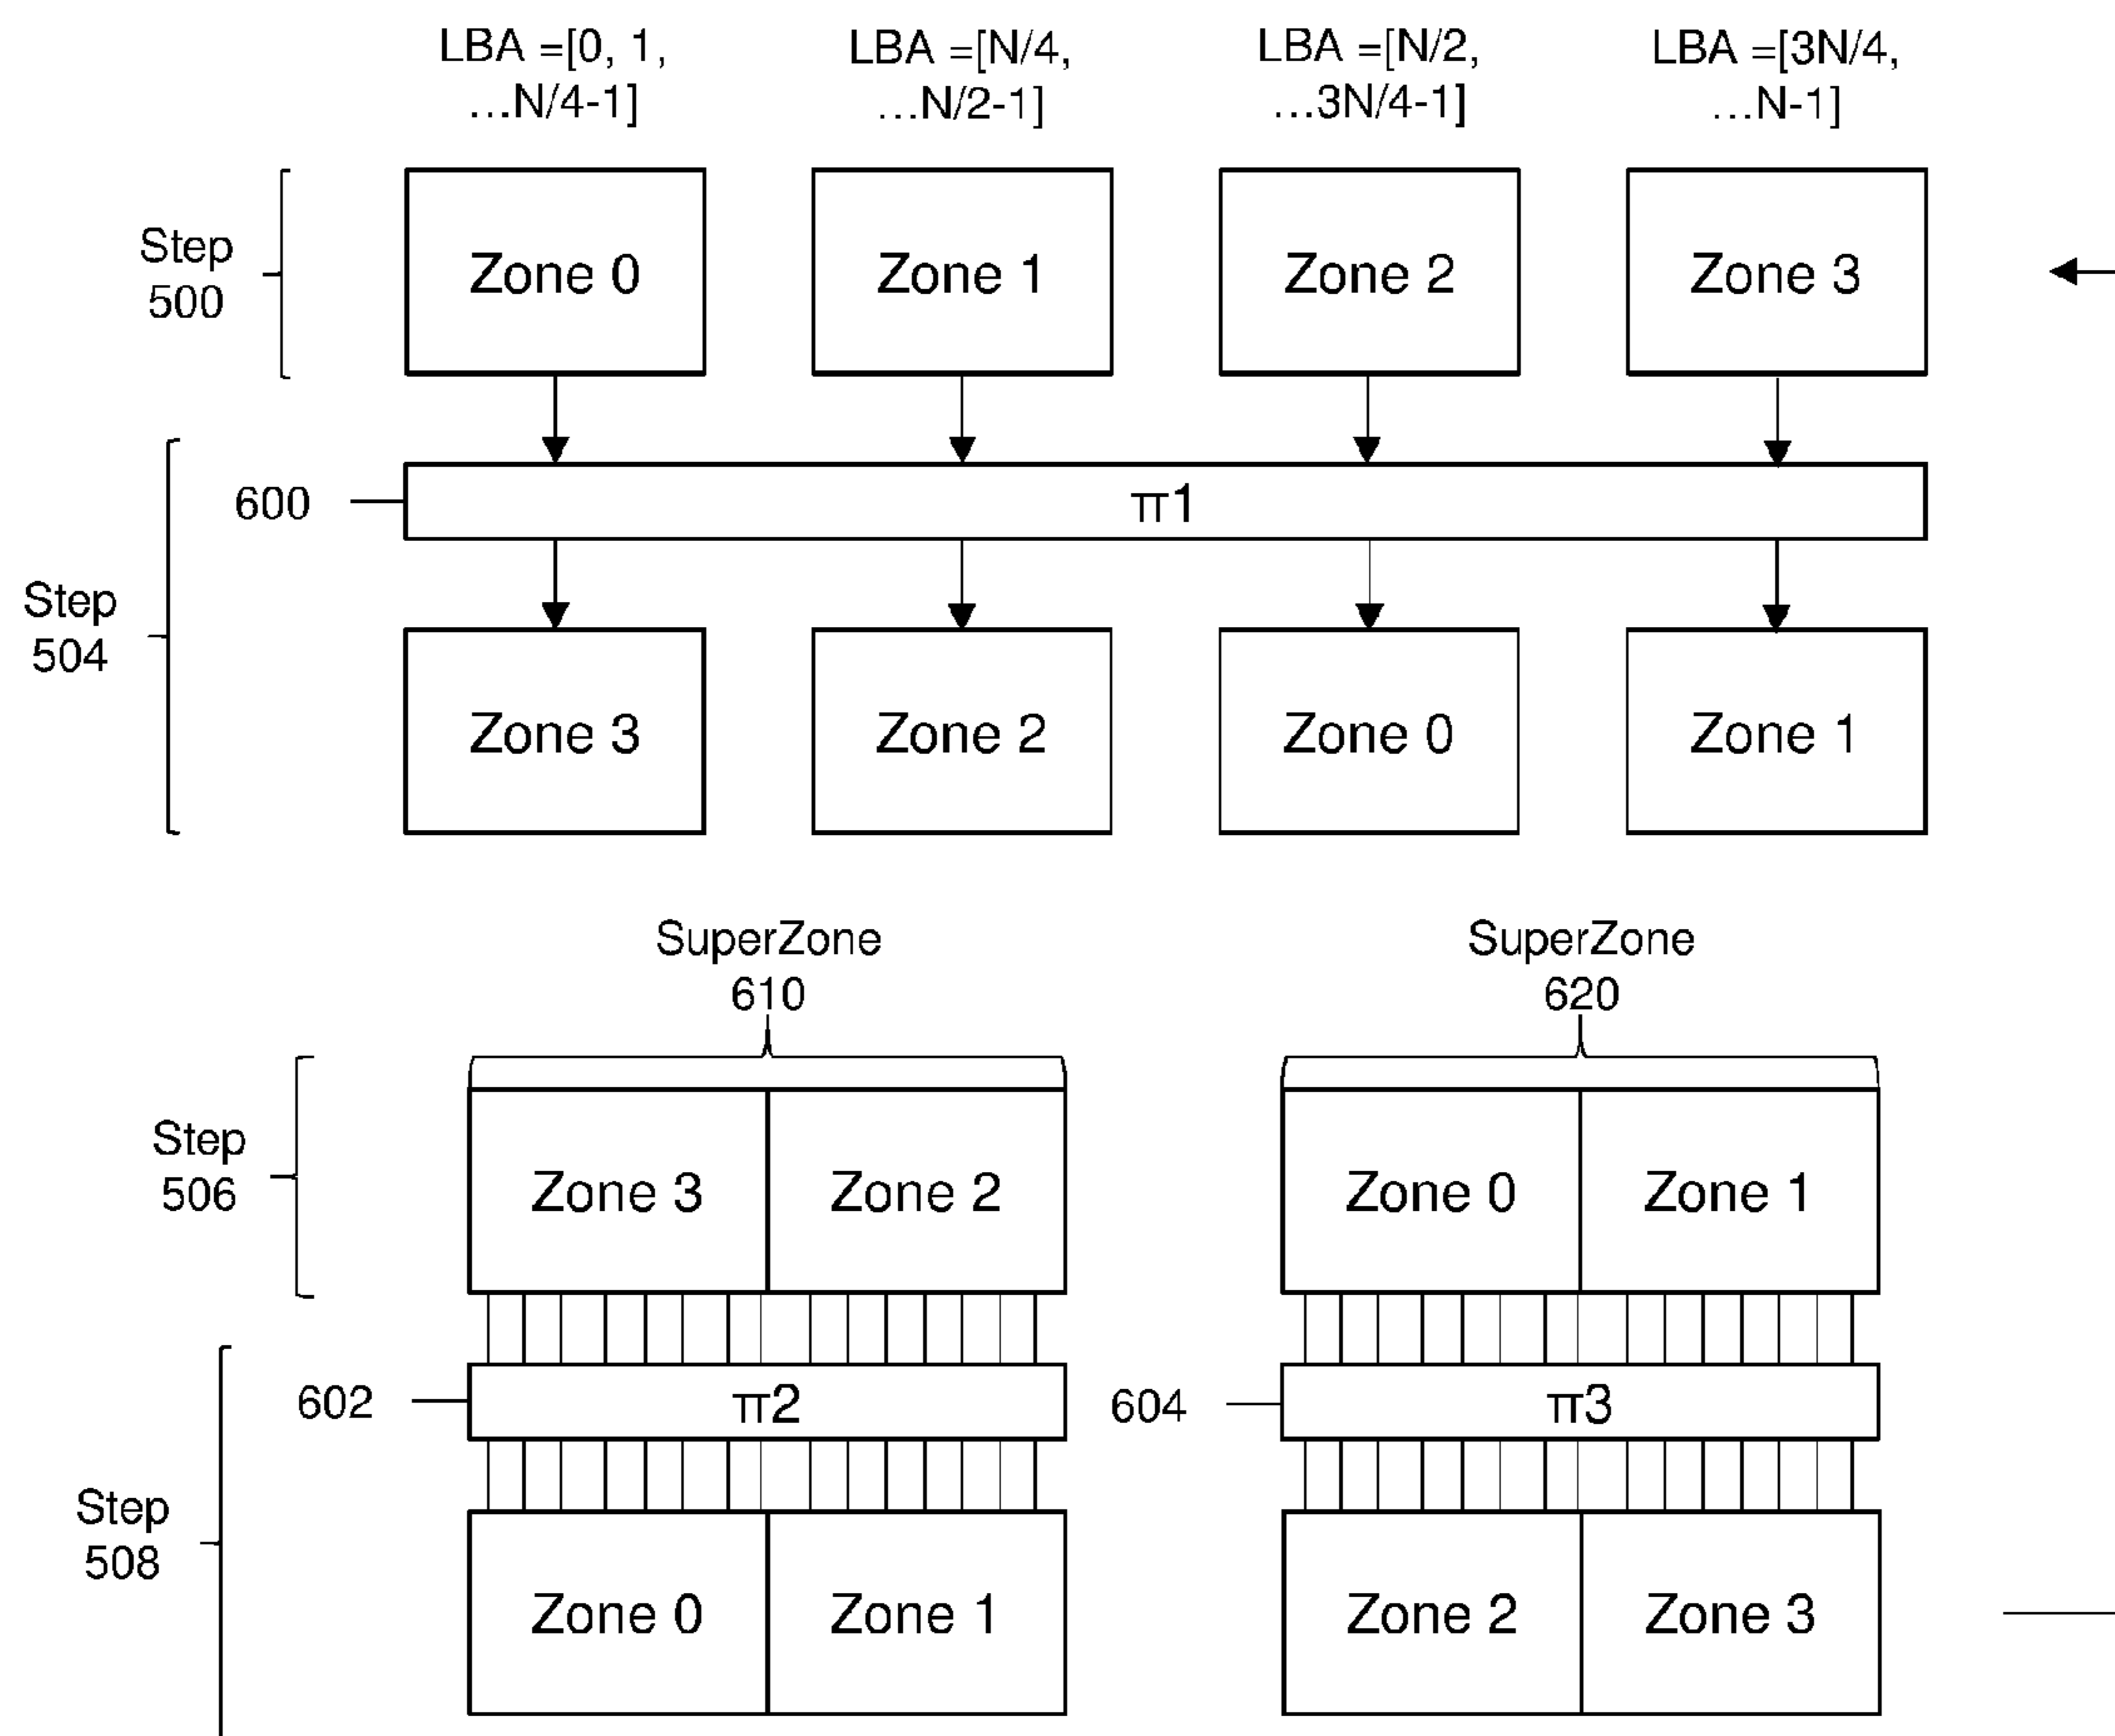 LBA =[0, 1,
...N/4-1]
LBA =[N/4,
...N/2-1]
LBA =[N/2,
...3N/4-1]
LBA =[3N/4,
...N-1]
Step
500
Zone 0
Zone 1
Zone 2
Zone 3
600
π1
Step
504
Zone 3
Zone 2
Zone 0
Zone 1
SuperZone
610
SuperZone
620
Step
506
Zone 3
Zone 2
Zone 0
Zone 1
602
π2
604
π3
Step
508
Zone 0
Zone 1
Zone 2
Zone 3